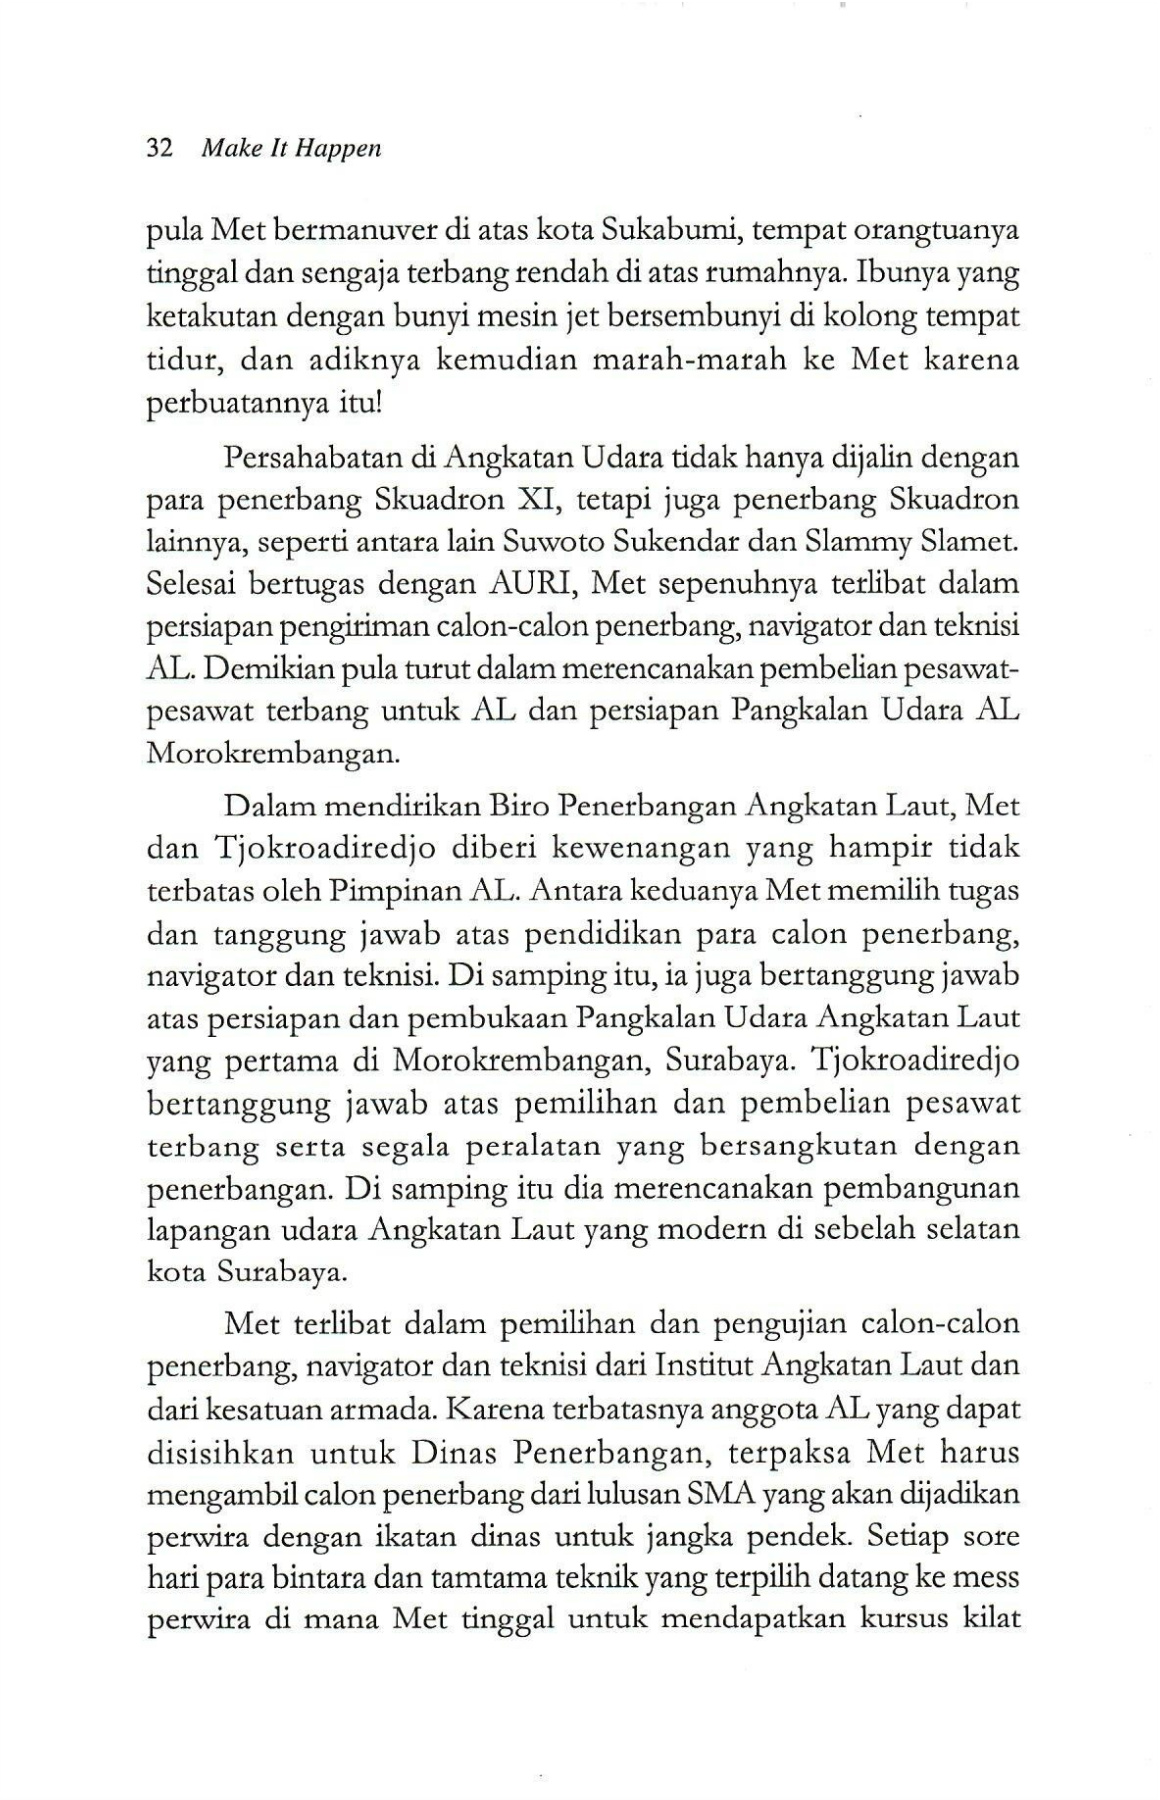 32 Make It Happen
pula Met bermanuver di atas kota Sukabumi, tempat orangtuanya
tinggal dan sengaja terbang rendah di atas rumahnya. Ibunya yang
ketakutan dengan bunyi mesin jet bersembunyi di kolong tempat
tidur, dan adiknya kemudian marah-marah ke Met karena
perbuatannya itu!
Persahabatan di Angkatan Udara tidak hanya dijalin dengan
para penerbang Skuadron XI, tetapi juga penerbang Skuadron
lainnya, seperti antara lain Suwoto Sukendar dan Slammy Slamet.
Selesai bertugas dengan AURI, Met sepenuhnya terlibat dalam
persiapan pengiriman calon-calon penerbang, navigator dan teknisi
AL. Demikian pula turut dalam merencanakan pembelian pesawat-
pesawat terbang untuk AL dan persiapan Pangkalan Udara AL
Morokrembangan.
Dalam mendirikan Biro Penerbangan Angkatan Laut, Met
dan Tjokroadiredjo diberi kewenangan yang hampir tidak
terbatas oleh Pimpinan AL. Antara keduanya Met memilih tugas
dan tanggung jawab atas pendidikan para calon penerbang,
navigator dan teknisi. Di samping itu, ia juga bertanggung jawab
atas persiapan dan pembukaan Pangkalan Udara Angkatan Laut
yang pertama di Morokrembangan, Surabaya. Tjokroadiredjo
bertanggung jawab atas pemilihan dan pembelian pesawat
terbang serta segala peralatan yang bersangkutan dengan
penerbangan. Di samping itu dia merencanakan pembangunan
lapangan udara Angkatan Laut yang modern di sebelah selatan
kota Surabaya.
Met terlibat dalam pemilihan dan pengujian calon-calon
penerbang, navigator dan teknisi dari Institut Angkatan Laut dan
dari kesatuan armada. Karena terbatasnya anggota AL yang dapat
disisihkan untuk Dinas Penerbangan, terpaksa Met harus
mengambil calon penerbang dari lulusan SMA yang akan dijadikan
perwira dengan ikatan dinas untuk jangka pendek. Setiap sore
hari para bintara dan tamtama teknik yang terpilih datang ke mess
perwira di mana Met tinggal untuk mendapatkan kursus kilat